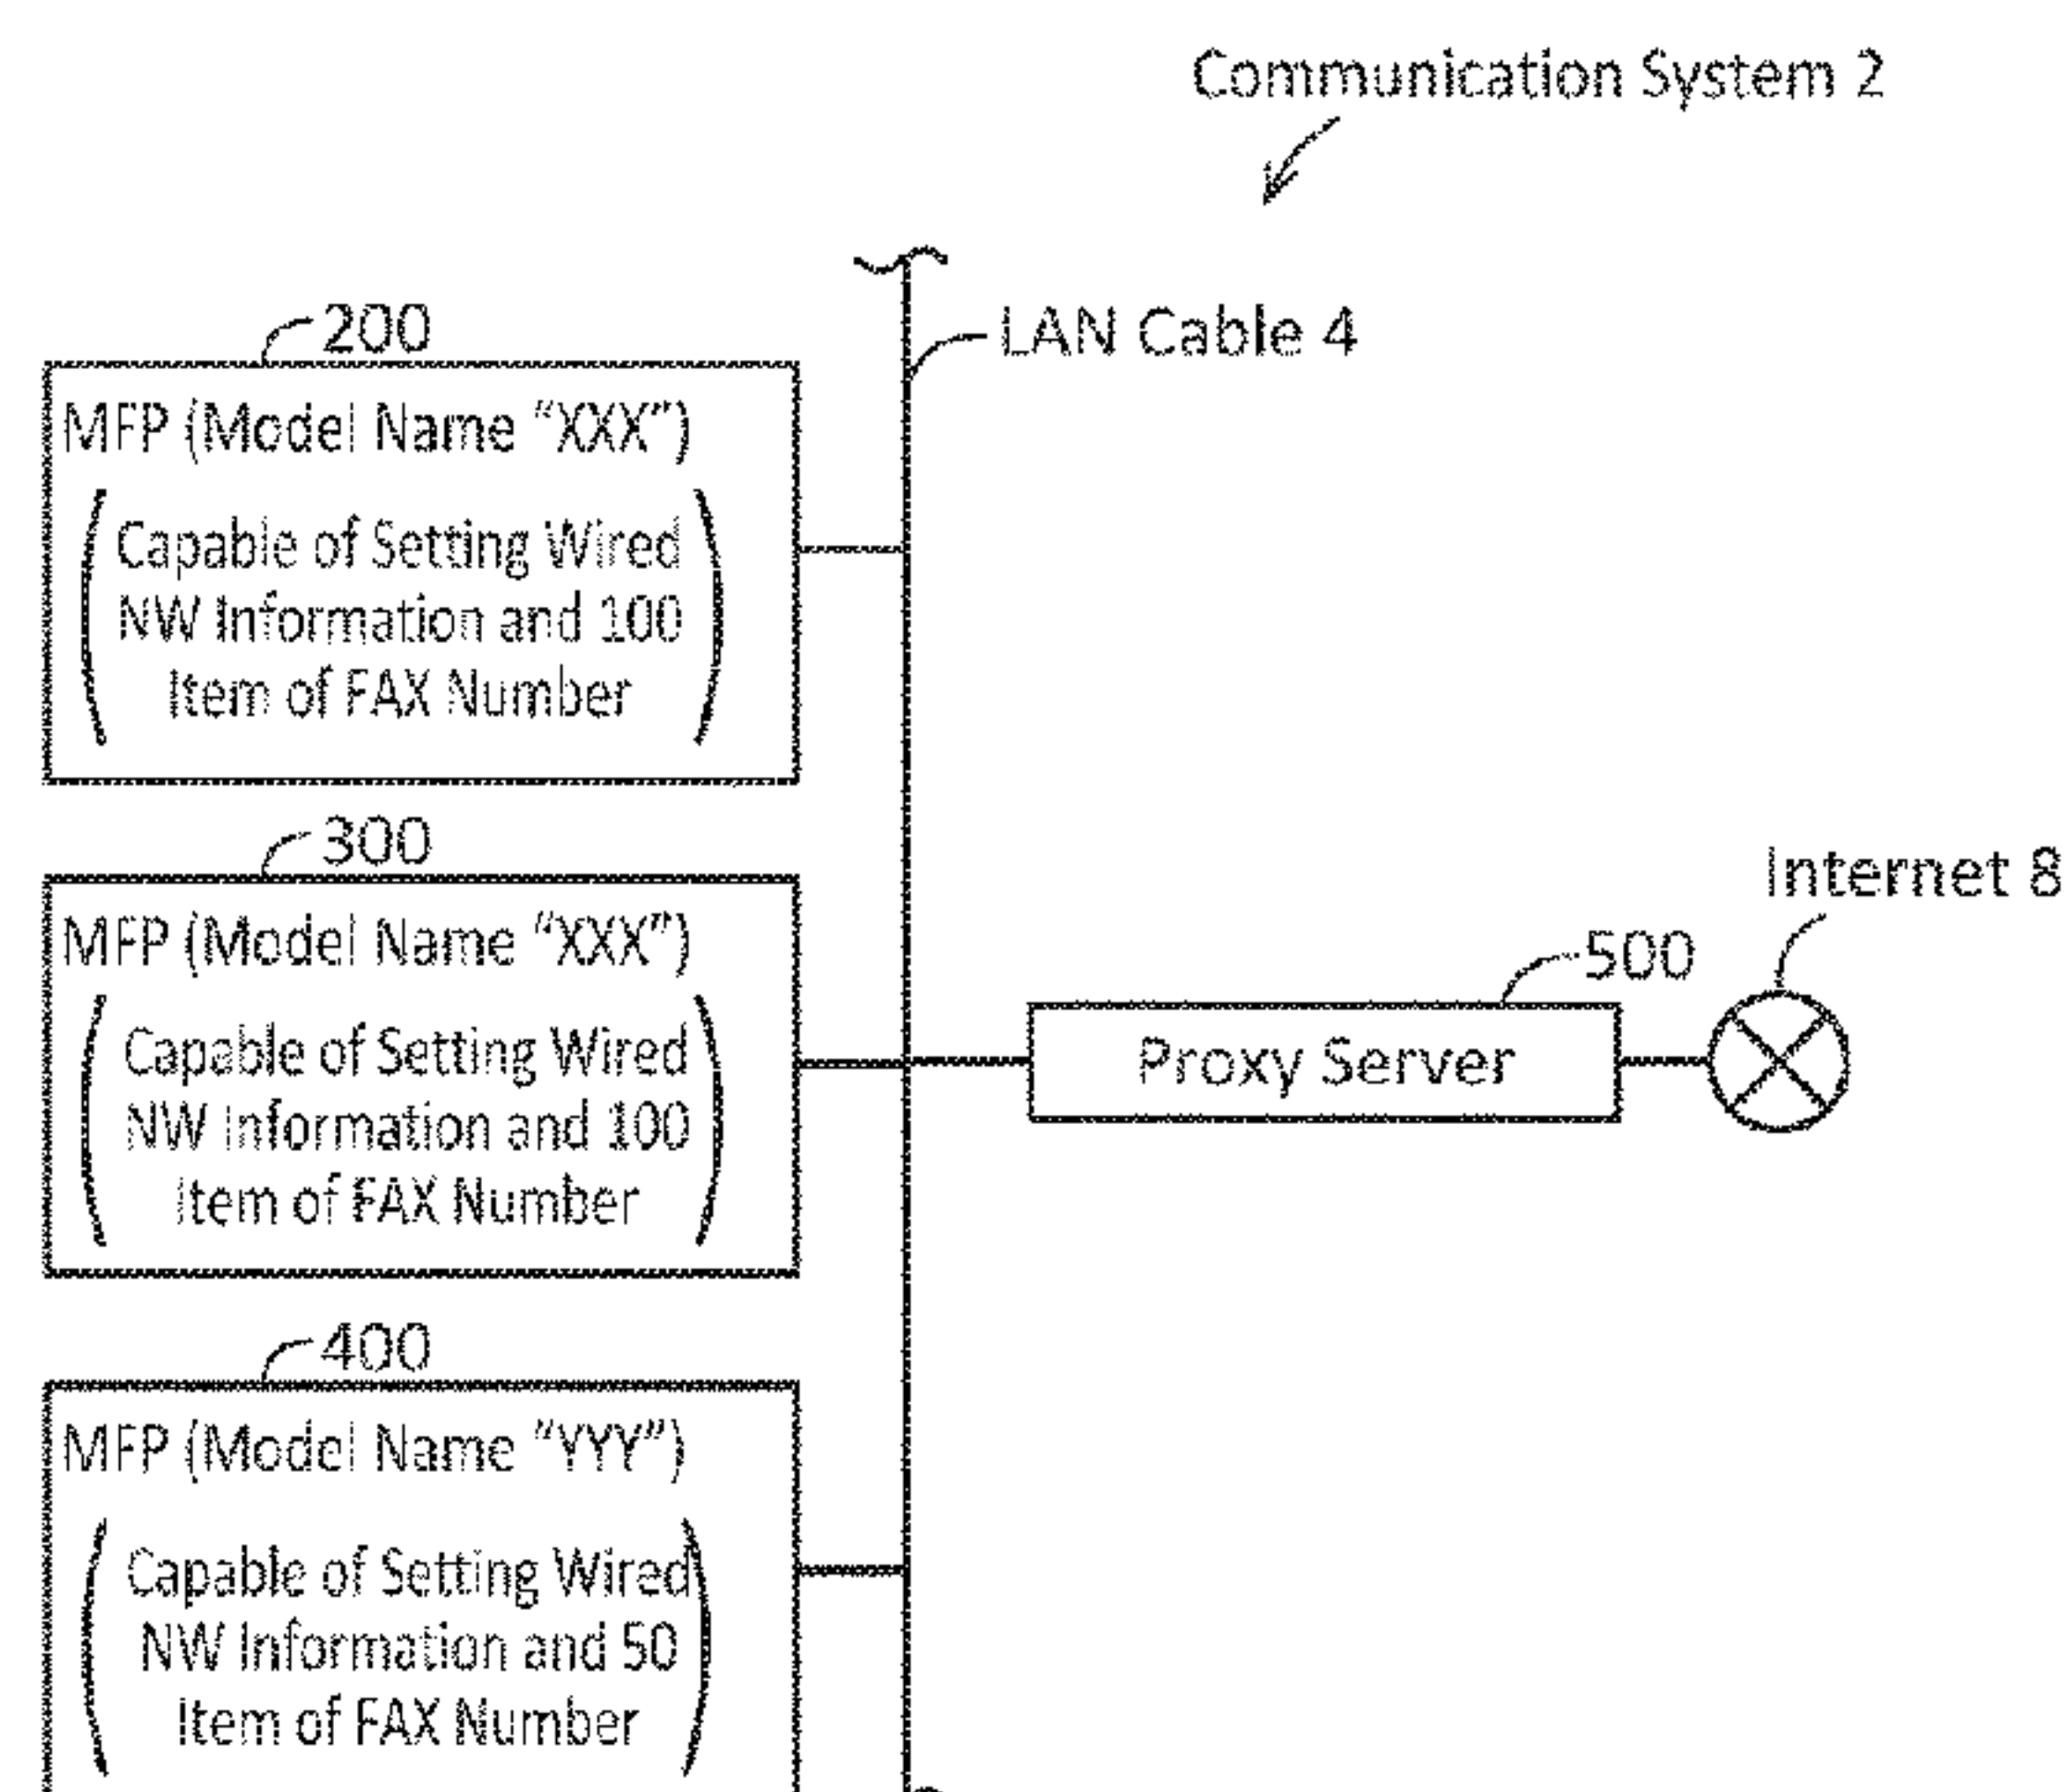 Communication System 2
LAN Cable 4
200
MFP (Model Name "XXX")
Capable of Setting Wired
NW Information and 100
Item of FAX Number
300
MFP (Model Name "XXX")
Capable of Setting Wired
NW Information and 100
Item of FAX Number
Internet 8
500
Proxy Server
400
MFP (Model Name "YYY")
Capable of Setting Wired
NW Information and 50
Item of FAX Number